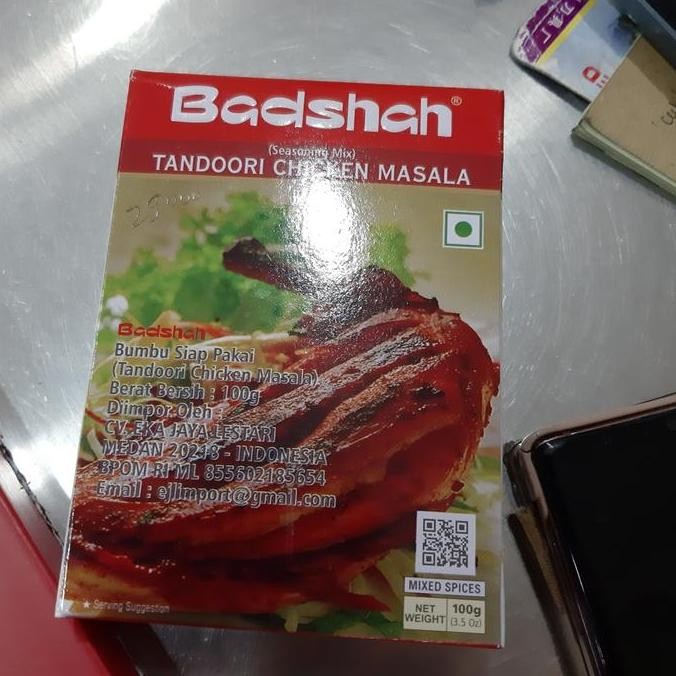 Badshah®
(Seasoning Mix)
TANDOORI CHICKEN MASALA
Badshah
Bumbu Siap Pakai
(Tandoori Chicken Masala)
Berat Bersih : 100g
Diimpor Oleh :
CV. EKA JAYA LESTARI
MEDAN 20218 - INDONESIA
BPOM RI ML 855602185654
Email : ejlimport@gmail.com
MIXED SPICES
NET WEIGHT 100g (3.5 Oz)
★ Serving Suggestion